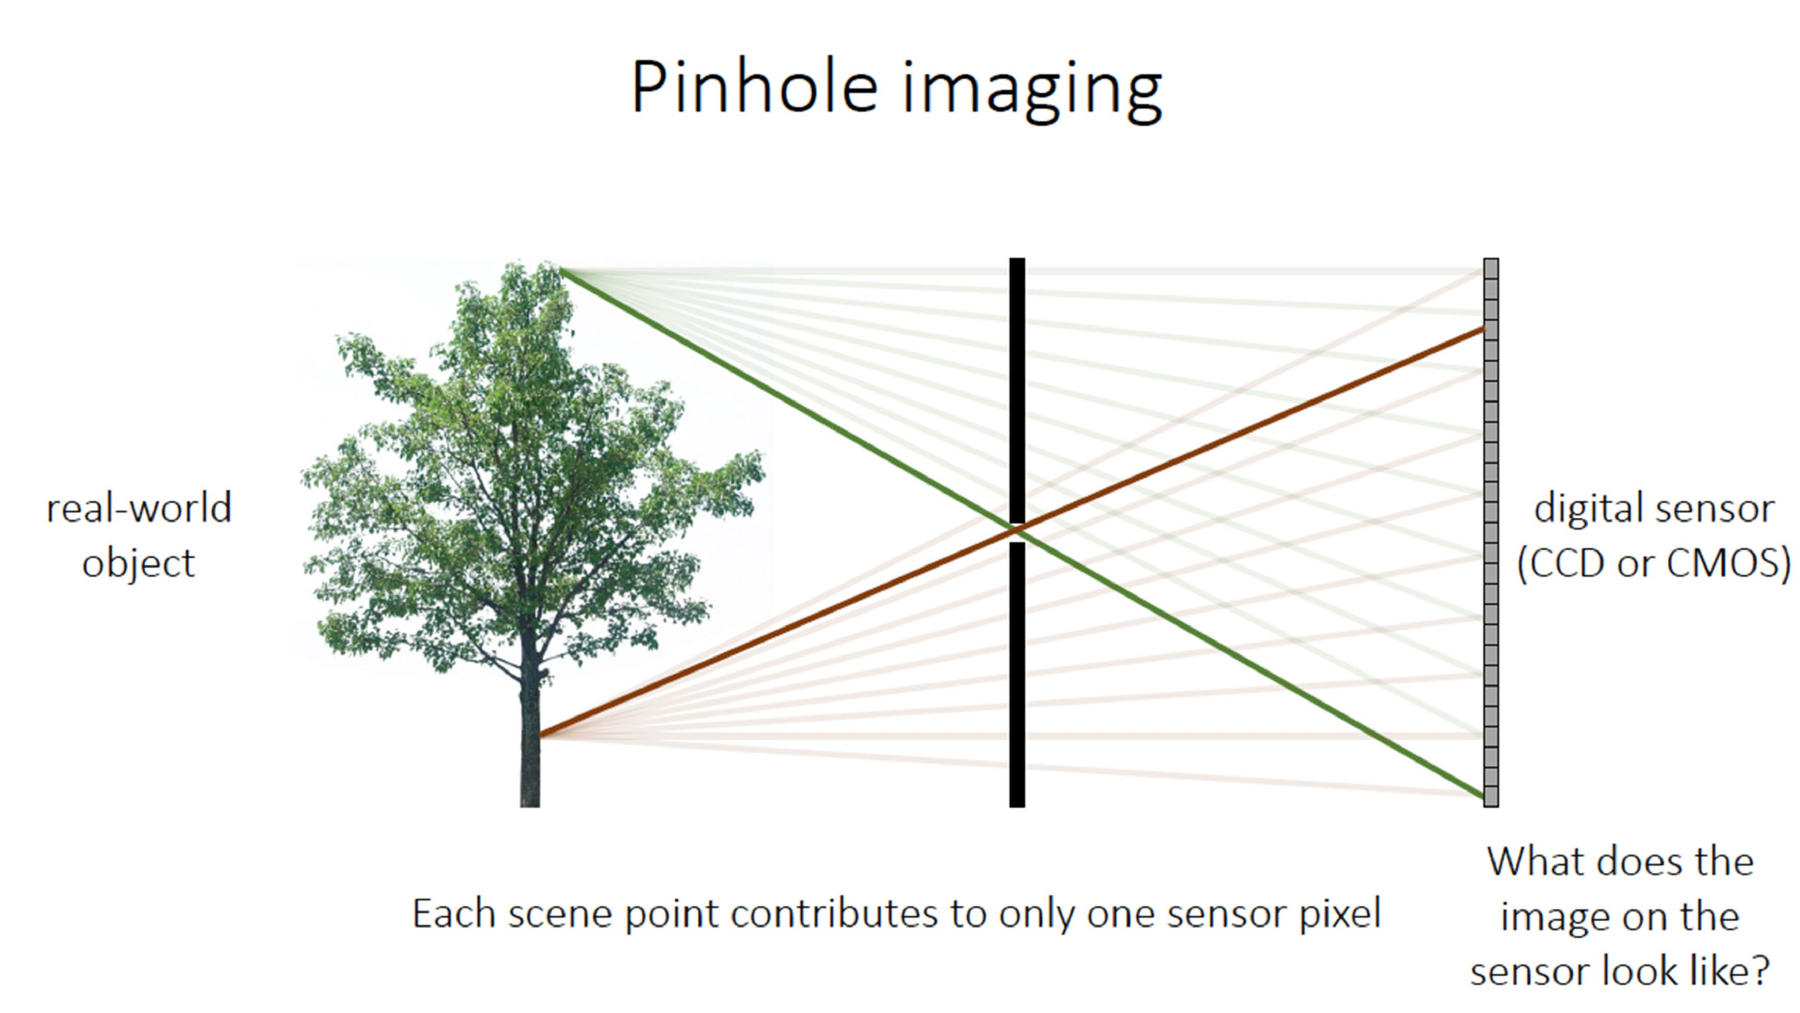 Pinhole imaging
real-world
object
digital sensor
(CCD or CMOS)
Each scene point contributes to only one sensor pixel
What does the
image on the
sensor look like?